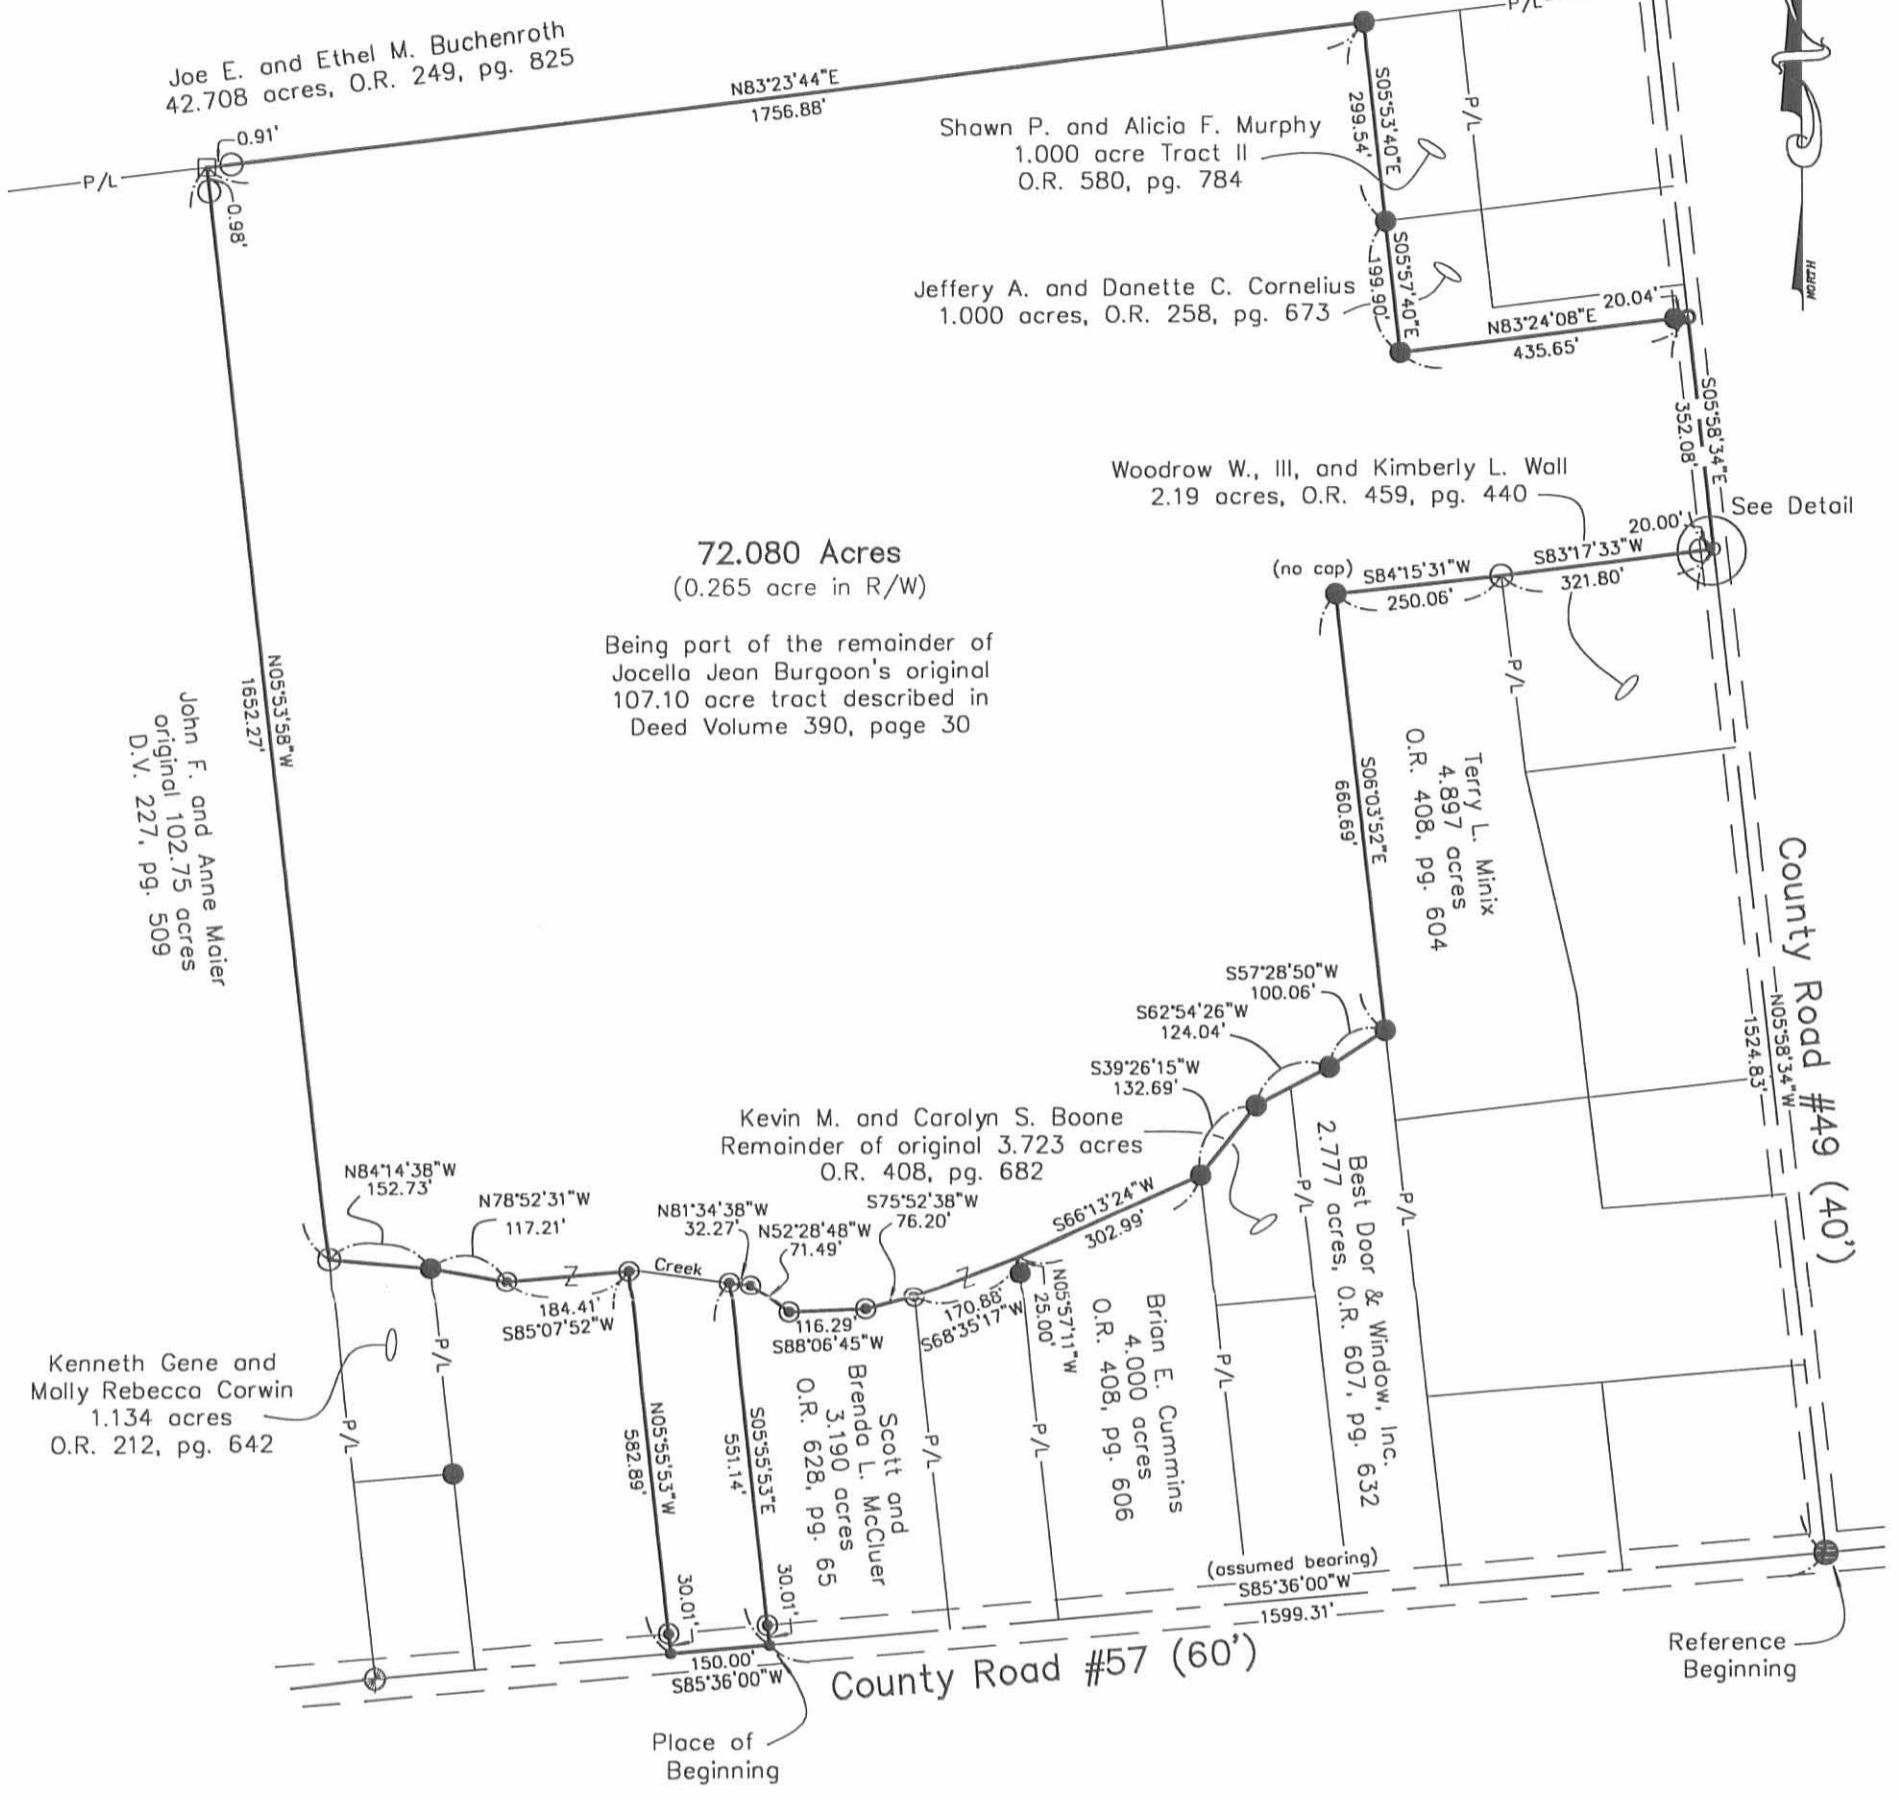 P/L
Joe E. and Ethel M. Buchenroth
42.708 acres, O.R. 249, pg. 825
N83°23'44"E
1756.88'
0.91'
P/L
0.98'
S05°53'40"E
299.54'
P/L
Shawn P. and Alicia F. Murphy
1.000 acre Tract II
O.R. 580, pg. 784
NORTH
S05°57'40"E
199.90'
Jeffery A. and Danette C. Cornelius
1.000 acres, O.R. 258, pg. 673
20.04'
N83°24'08"E
435.65'
S05°58'34"E
352.08'
Woodrow W., III, and Kimberly L. Wall
2.19 acres, O.R. 459, pg. 440
See Detail
20.00'
S83°17'33"W
321.80'
(no cap)
S84°15'31"W
250.06'
72.080 Acres
(0.265 acre in R/W)
Being part of the remainder of
Jocella Jean Burgoon's original
107.10 acre tract described in
Deed Volume 390, page 30
P/L
N05°53'58"W
1652.27'
John F. and Anne Maier
original 102.75 acres
D.V. 227, pg. 509
S06°03'52"E
660.69'
Terry L. Minix
4.897 acres
O.R. 408, pg. 604
County Road #49 (40')
N05°58'34"W
1524.83'
S57°28'50"W
100.06'
S62°54'26"W
124.04'
S39°26'15"W
132.69'
Kevin M. and Carolyn S. Boone
Remainder of original 3.723 acres
O.R. 408, pg. 682
P/L
P/L
Best Door & Window, Inc.
2.777 acres, O.R. 607, pg. 632
N84°14'38"W
152.73'
N78°52'31"W
117.21'
N81°34'38"W
32.27'
N52°28'48"W
71.49'
S75°52'38"W
76.20'
S66°13'24"W
302.99'
Creek
184.41'
S85°07'52"W
116.29'
S88°06'45"W
170.88'
S68°35'17"W
N05°57'11"W
25.00'
Brian E. Cummins
4.000 acres
O.R. 408, pg. 606
P/L
P/L
P/L
Kenneth Gene and
Molly Rebecca Corwin
1.134 acres
O.R. 212, pg. 642
P/L
P/L
N05°55'53"W
582.89'
S05°55'53"E
551.14'
Scott and
Brenda L. McCluer
3.190 acres
O.R. 628, pg. 65
30.01'
30.01'
(assumed bearing)
S85°36'00"W
1599.31'
150.00'
S85°36'00"W
County Road #57 (60')
Reference
Beginning
Place of
Beginning